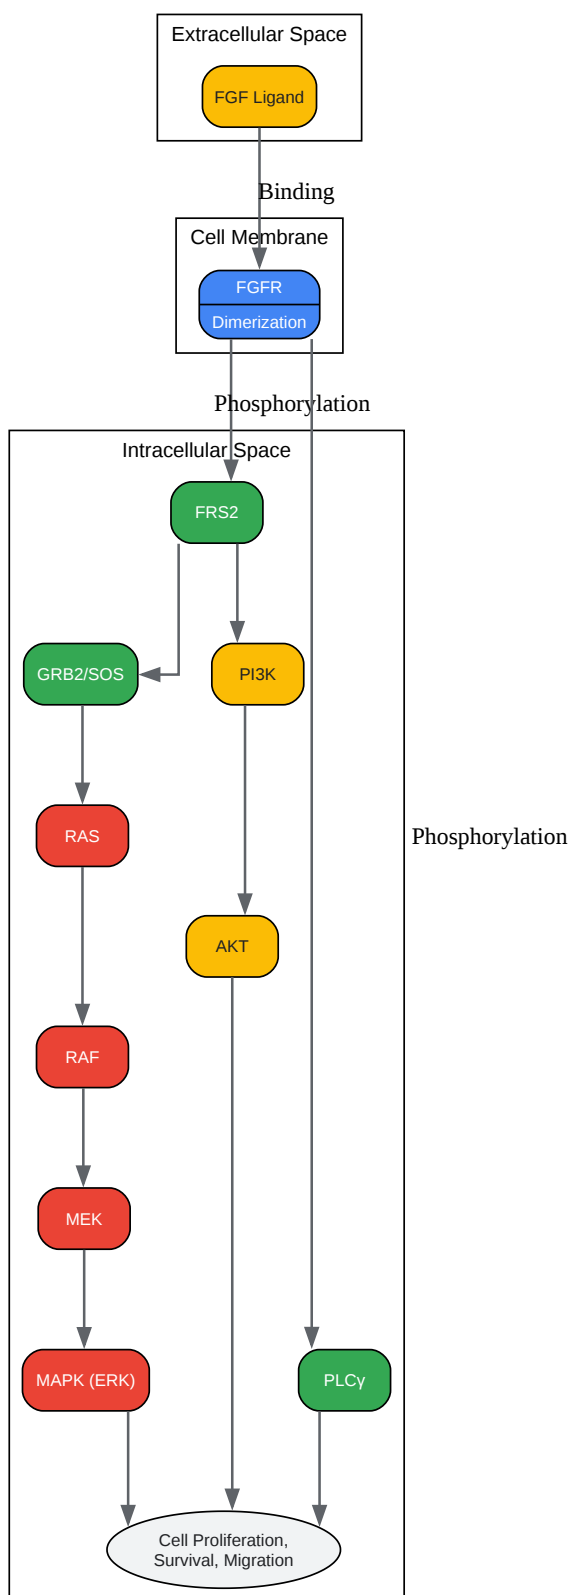 Extracellular Space
FGF Ligand
Binding
Cell Membrane
FGFR
Dimerization
Phosphorylation
Intracellular Space
FRS2
GRB2/SOS
PI3K
RAS
Phosphorylation
AKT
RAF
MEK
MAPK (ERK)
PLCγ
Cell Proliferation,
Survival, Migration